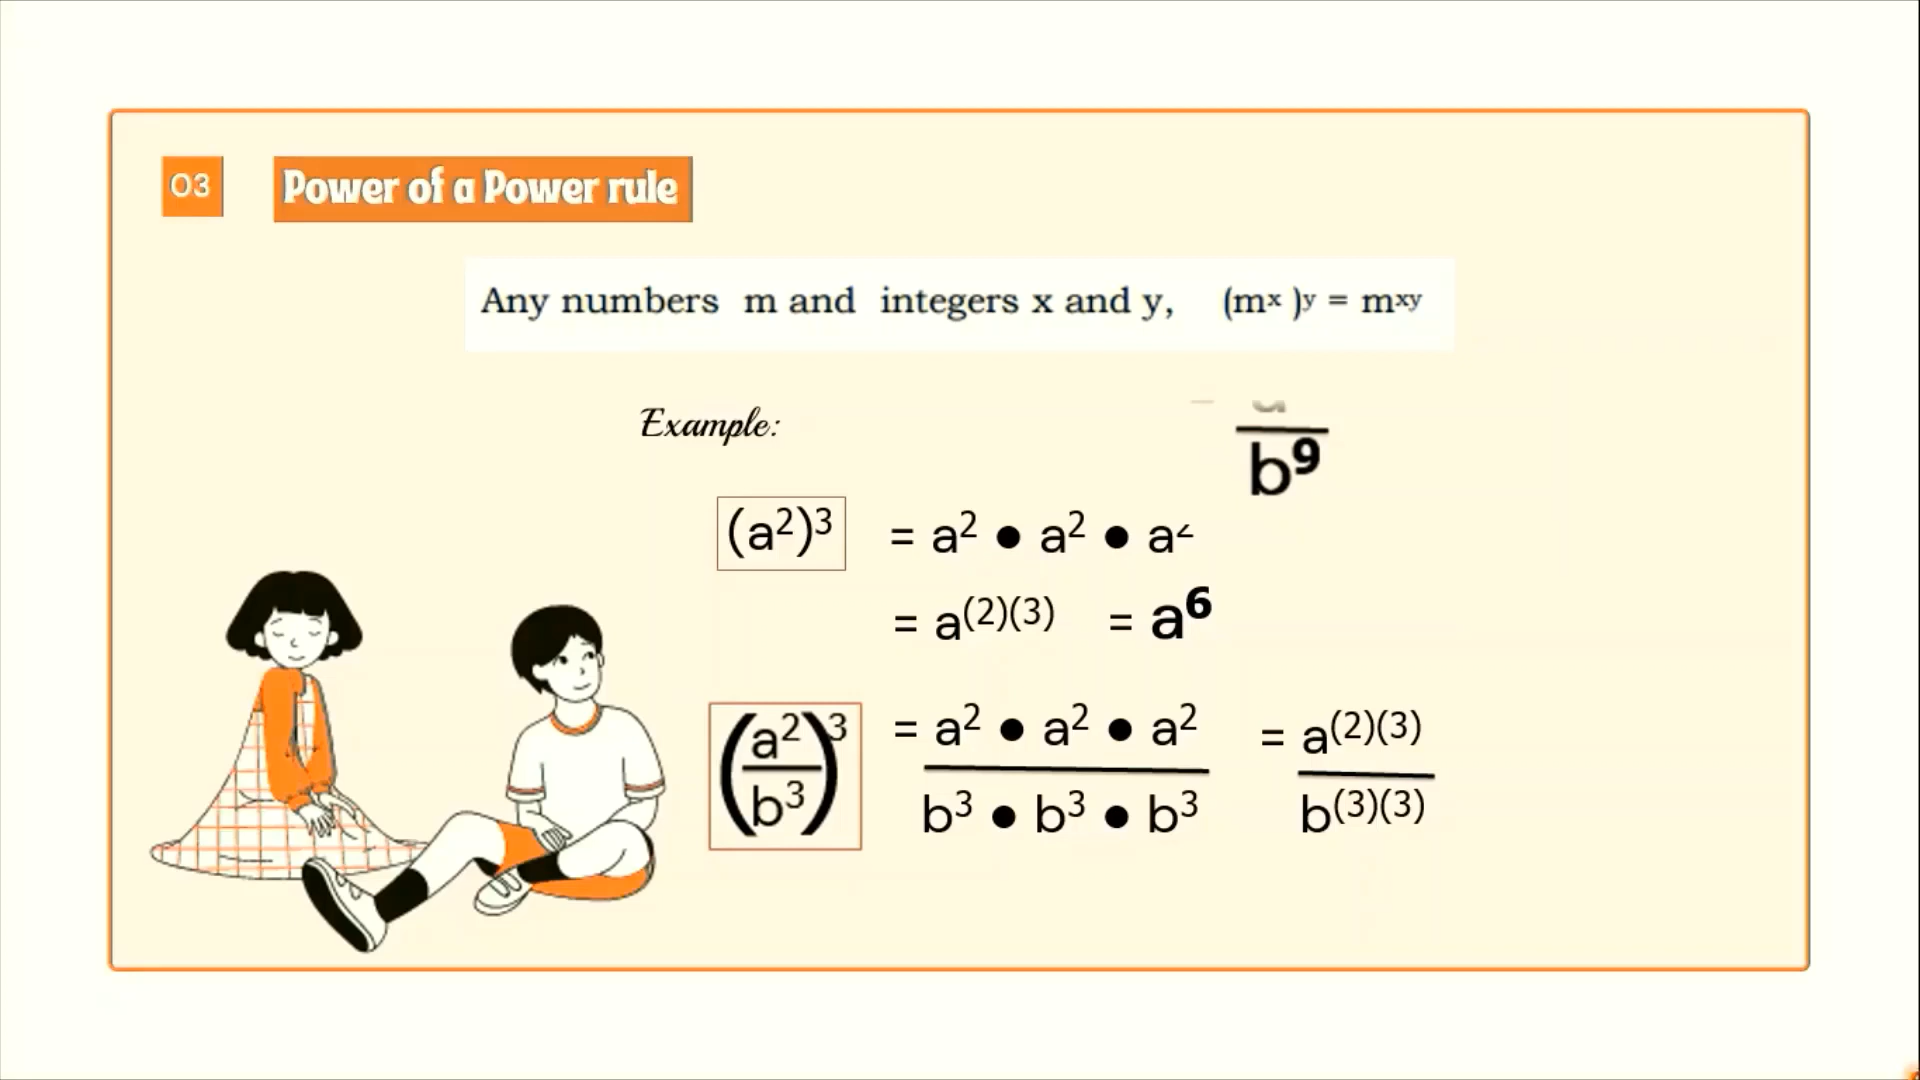 03
Power of a Power rule
Any numbers m and integers x and y, (mˣ )ʸ = mˣʸ
Example:
b⁹
(a²)³ = a² ● a² ● a²
= a⁽²⁾⁽³⁾ = a⁶
(a²/b³)³ = a² ● a² ● a² / b³ ● b³ ● b³ = a⁽²⁾⁽³⁾ / b⁽³⁾⁽³⁾